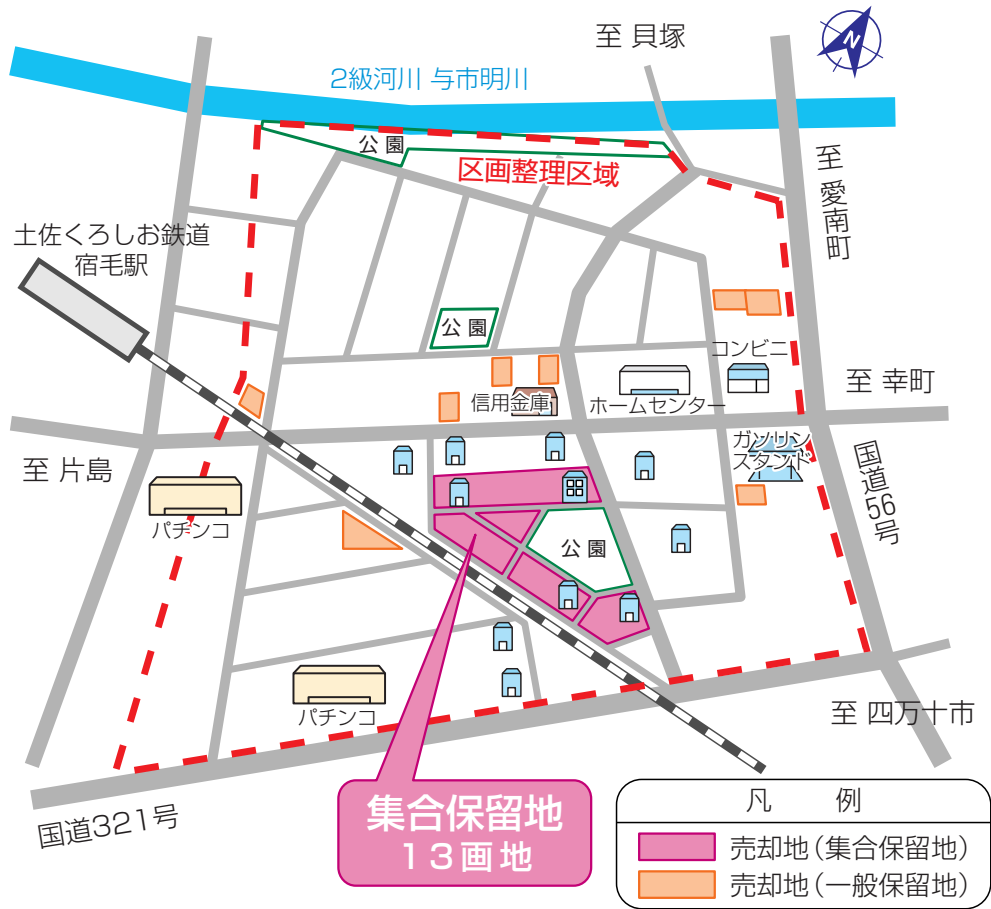 至 貝塚
N
2級河川 与市明川
公園
区画整理区域
至 愛南町
土佐くろしお鉄道
宿毛駅
公園
コンビニ
至 幸町
信用金庫
ホームセンター
ガソリン
スタンド
至 片島
国道56号
パチンコ
公園
パチンコ
至 四万十市
集合保留地
13画地
国道321号
凡 例
売却地(集合保留地)
売却地(一般保留地)